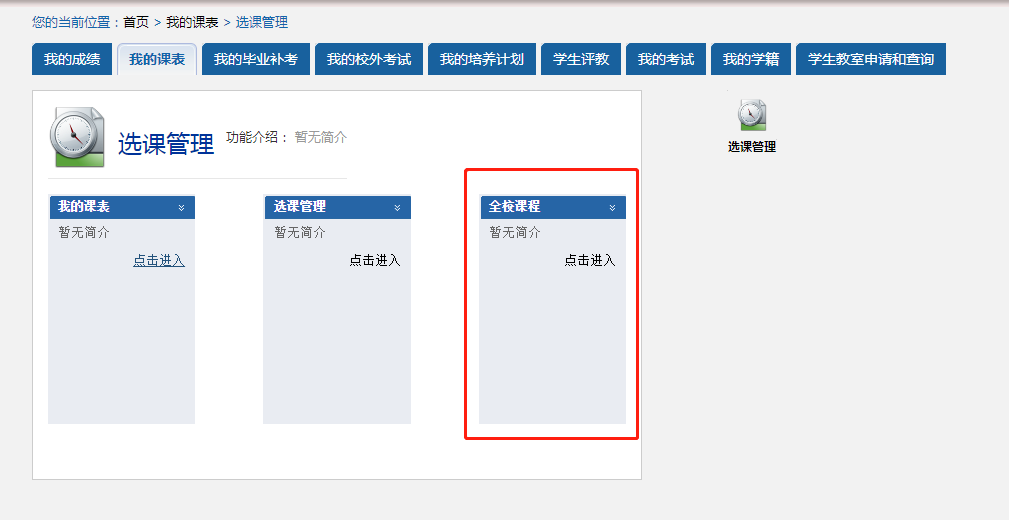 您的当前位置：首页 > 我的课表 > 选课管理
我的成绩 我的课表 我的毕业补考 我的校外考试 我的培养计划 学生评教 我的考试 我的学籍 学生教室申请和查询
选课管理 功能介绍： 暂无简介
选课管理
我的课表 选课管理 全校课程
暂无简介 暂无简介 暂无简介
点击进入 点击进入 点击进入